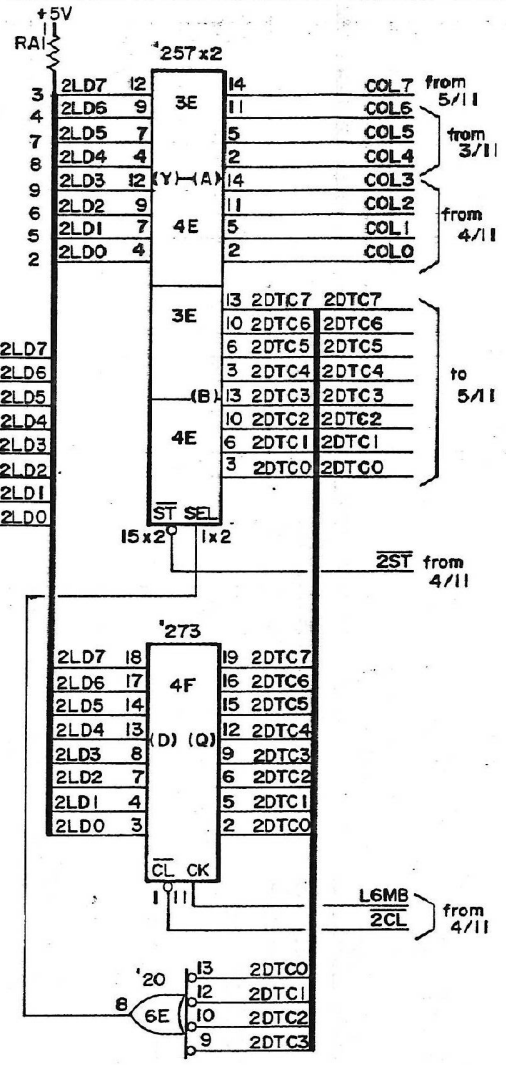 +5V
RA1
'257x2
3 2LD7 12 3E 14 COL7 from 5/11
4 2LD6 9 11 COL6
7 2LD5 7 5 COL5 from 3/11
8 2LD4 4 2 COL4
9 2LD3 12 (Y)-(A) 14 COL3
6 2LD2 9 11 COL2 from 4/11
5 2LD1 7 4E 5 COL1
2 2LD0 4 2 COL0
13 2DTC7 2DTC7
3E 10 2DTC6 2DTC6
2LD7 6 2DTC5 2DTC5
2LD6 3 2DTC4 2DTC4 to 5/11
2LD5 (B) 13 2DTC3 2DTC3
2LD4 10 2DTC2 2DTC2
2LD3 4E 6 2DTC1 2DTC1
2LD2 3 2DTC0 2DTC0
2LD1
2LD0 ST SEL
15x2 1x2
2ST from 4/11
'273
2LD7 18 19 2DTC7
2LD6 17 4F 16 2DTC6
2LD5 14 15 2DTC5
2LD4 13 (D) (Q) 12 2DTC4
2LD3 8 9 2DTC3
2LD2 7 6 2DTC2
2LD1 4 5 2DTC1
2LD0 3 2 2DTC0
CL CK
1 11 L6MB from 4/11
2CL
'20 13 2DTC0
8 6E 12 2DTC1
10 2DTC2
9 2DTC3